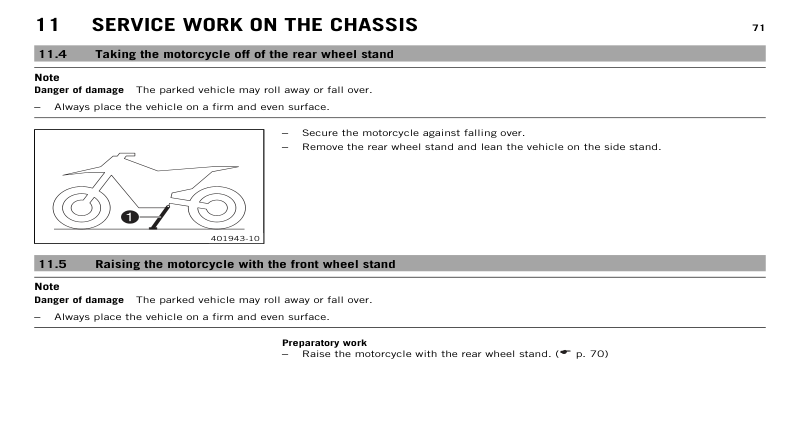 11 SERVICE WORK ON THE CHASSIS 71
11.4 Taking the motorcycle off of the rear wheel stand
Note
Danger of damage The parked vehicle may roll away or fall over.
– Always place the vehicle on a firm and even surface.
– Secure the motorcycle against falling over.
– Remove the rear wheel stand and lean the vehicle on the side stand.
1
401943-10
11.5 Raising the motorcycle with the front wheel stand
Note
Danger of damage The parked vehicle may roll away or fall over.
– Always place the vehicle on a firm and even surface.
Preparatory work
– Raise the motorcycle with the rear wheel stand. (☛ p. 70)